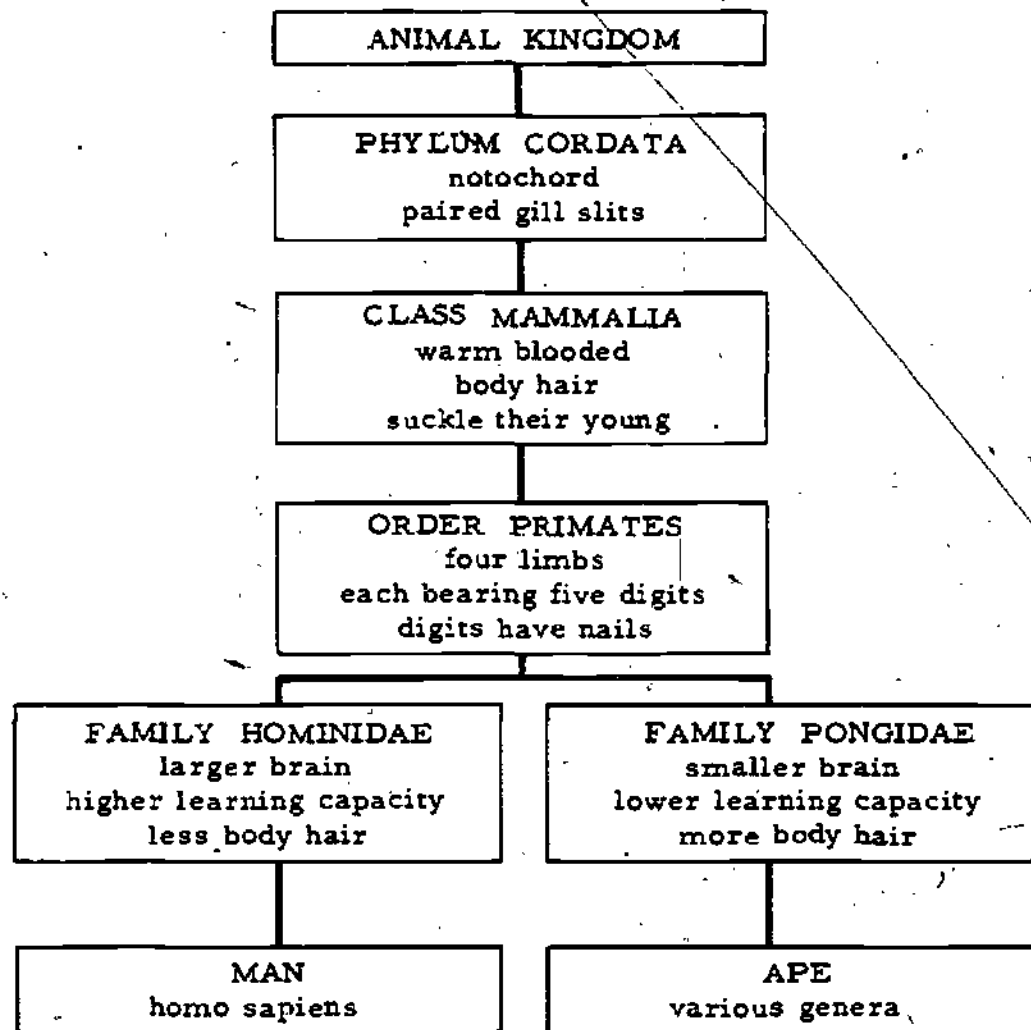 ANIMAL KINGDOM
PHYLUM CORDATA
notochord
paired gill slits
CLASS MAMMALIA
warm blooded
body hair
suckle their young
ORDER PRIMATES
four limbs
each bearing five digits
digits have nails
FAMILY HOMINIDAE
larger brain
higher learning capacity
less body hair
FAMILY PONGIDAE
smaller brain
lower learning capacity
more body hair
MAN
homo sapiens
APE
various genera